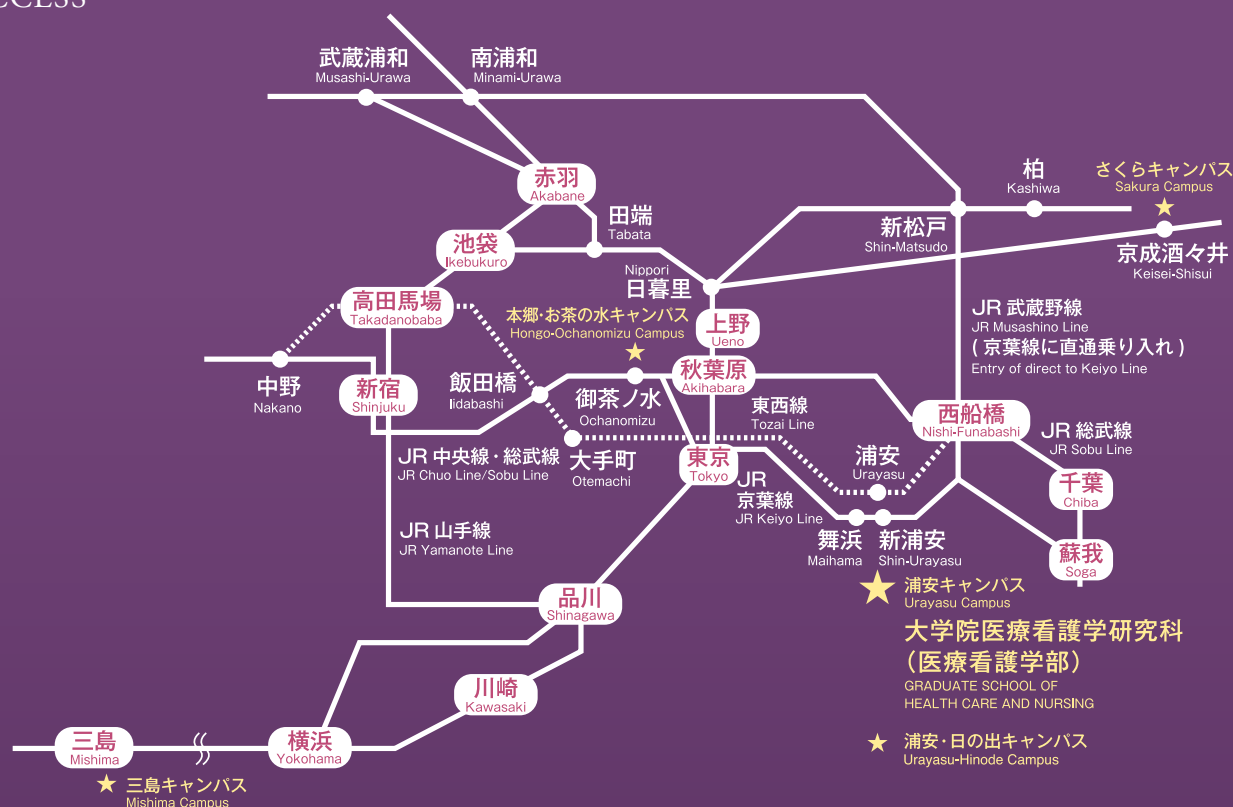 武蔵浦和
Musashi-Urawa
南浦和
Minami-Urawa
赤羽
Akabane
田端
Tabata
池袋
Ikebukuro
柏
Kashiwa
さくらキャンパス
Sakura Campus
新松戸
Shin-Matsudo
京成酒々井
Keisei-Shisui
Nippori
日暮里
高田馬場
Takadanobaba
本郷・お茶の水キャンパス
Hongo-Ochanomizu Campus
上野
Ueno
JR 武蔵野線
JR Musashino Line
( 京葉線に直通乗り入れ )
Entry of direct to Keiyo Line
中野
Nakano
新宿
Shinjuku
飯田橋
Iidabashi
御茶ノ水
Ochanomizu
秋葉原
Akihabara
東西線
Tozai Line
西船橋
Nishi-Funabashi
JR 総武線
JR Sobu Line
JR 中央線・総武線
JR Chuo Line/Sobu Line
大手町
Otemachi
東京
Tokyo
浦安
Urayasu
JR
京葉線
JR Keiyo Line
千葉
Chiba
JR 山手線
JR Yamanote Line
舞浜
Maihama
新浦安
Shin-Urayasu
蘇我
Soga
品川
Shinagawa
浦安キャンパス
Urayasu Campus
大学院医療看護学研究科
(医療看護学部)
GRADUATE SCHOOL OF
HEALTH CARE AND NURSING
川崎
Kawasaki
三島
Mishima
横浜
Yokohama
浦安・日の出キャンパス
Urayasu-Hinode Campus
三島キャンパス
Mishima Campus